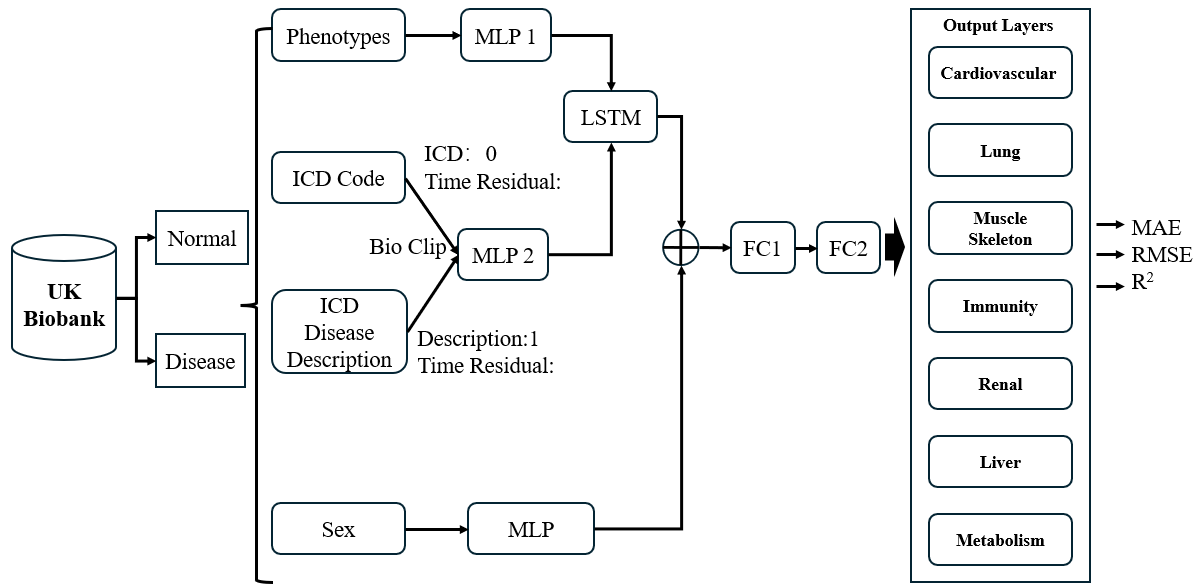 UK
Biobank
Normal
Disease
Phenotypes
MLP 1
LSTM
ICD Code
ICD： 0
Time Residual:
Bio Clip
MLP 2
ICD
Disease
Description
Description:1
Time Residual:
Sex
MLP
FC1
FC2
Output Layers
Cardiovascular
Lung
Muscle
Skeleton
Immunity
Renal
Liver
Metabolism
MAE
RMSE
R²